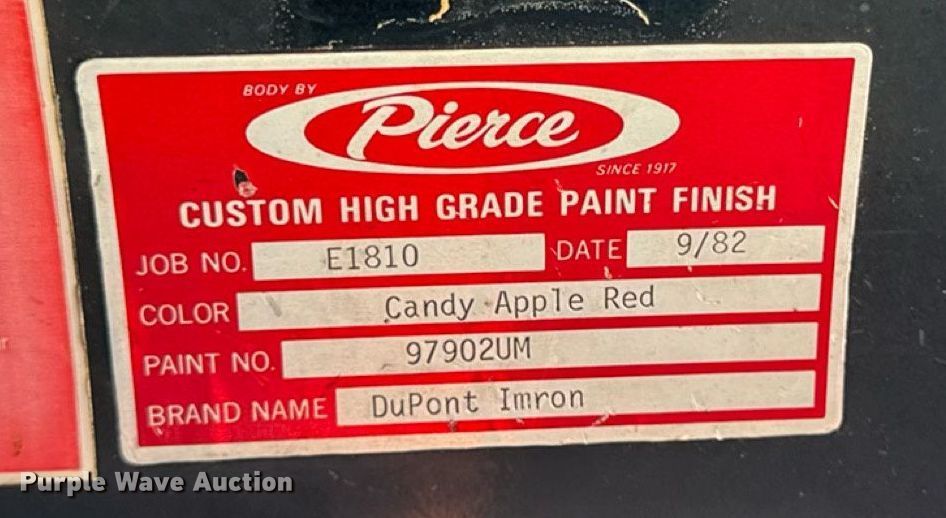 BODY BY
Pierce
SINCE 1917
CUSTOM HIGH GRADE PAINT FINISH
JOB NO. E1810 DATE 9/82
COLOR Candy Apple Red
PAINT NO. 97902UM
BRAND NAME DuPont Imron
Purple Wave Auction